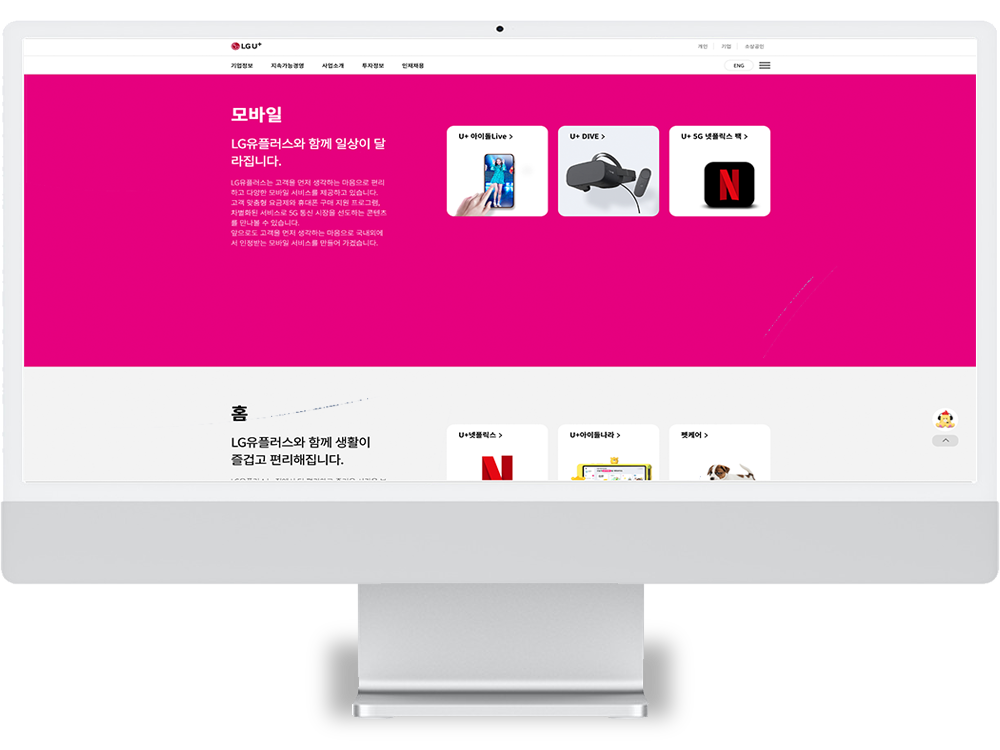 LG U+
개인 기업 소상공인
기업정보 지속가능경영 사업소개 투자정보 인재채용
ENG
모바일
LG유플러스와 함께 일상이 달
라집니다.
LG유플러스는 고객을 먼저 생각하는 마음으로 편리
하고 다양한 모바일 서비스를 제공하고 있습니다.
고객 맞춤형 요금제와 휴대폰 구매 지원 프로그램,
차별화된 서비스로 5G 통신 시장을 선도하는 콘텐츠
를 만나볼 수 있습니다.
앞으로도 고객을 먼저 생각하는 마음으로 국내외에
서 인정받는 모바일 서비스를 만들어 가겠습니다.
U+ 아이돌Live >
U+ DIVE >
U+ 5G 넷플릭스 팩 >
N
홈
LG유플러스와 함께 생활이
즐겁고 편리해집니다.
U+넷플릭스 >
U+아이들나라 >
펫케어 >